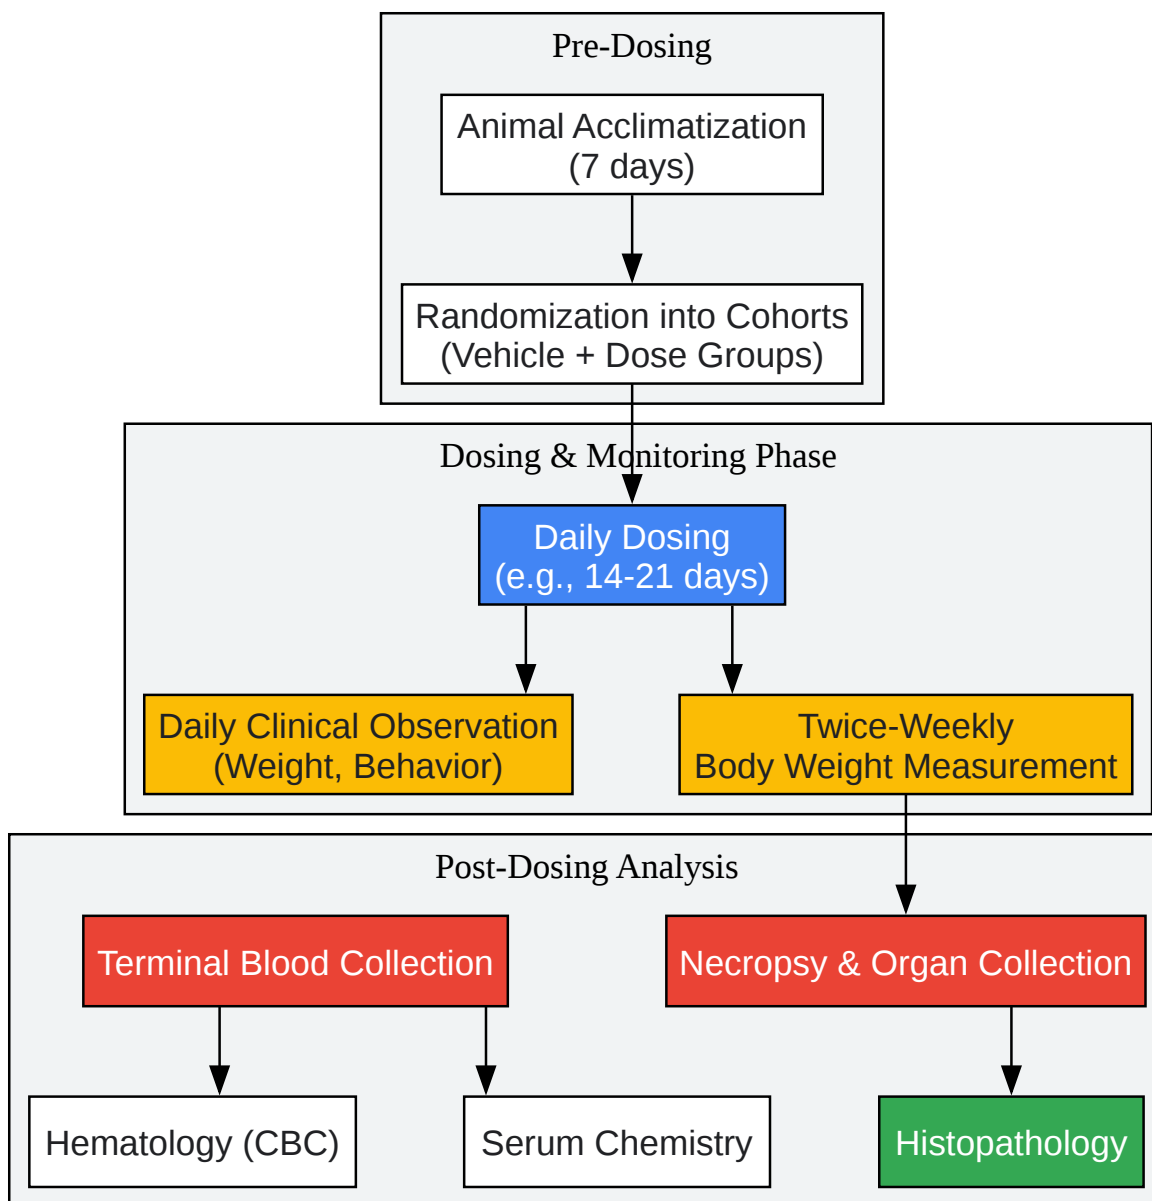 Pre-Dosing
Animal Acclimatization
(7 days)
Randomization into Cohorts
(Vehicle + Dose Groups)
Dosing & Monitoring Phase
Daily Dosing
(e.g., 14-21 days)
Daily Clinical Observation
(Weight, Behavior)
Twice-Weekly
Body Weight Measurement
Post-Dosing Analysis
Terminal Blood Collection
Necropsy & Organ Collection
Hematology (CBC)
Serum Chemistry
Histopathology